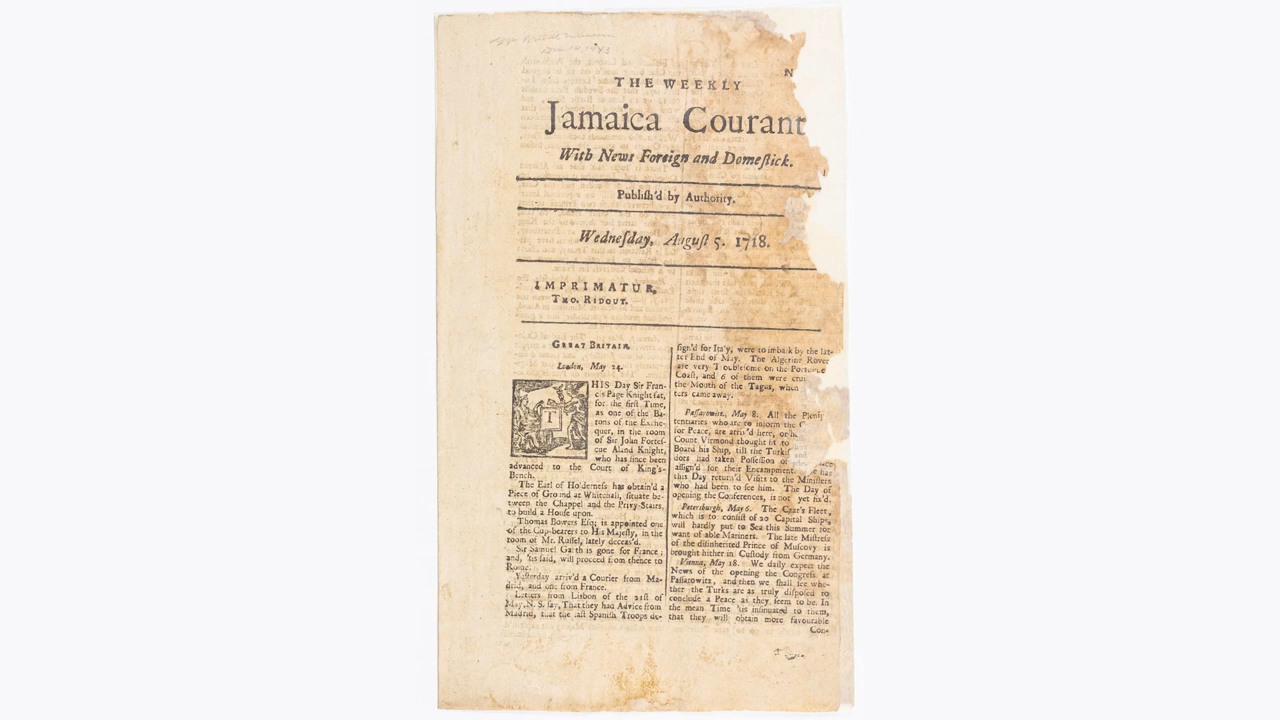 N
THE WEEKLY
Jamaica Courant
With News Foreign and Domeſtick.
Publiſh'd by Authority.
Wedneſday, Auguſt 5. 1718.
IMPRIMATUR,
THO. RIDOUT.
GREAT BRITAIN.
London, May 24.
THIS Day Sir Fran-
cis Page Knight ſat,
for the firſt Time,
as one of the Ba-
rons of the Exche-
quer, in the room
of Sir John Forteſ-
cue Aland Knight,
who has ſince been
advanced to the Court of King's-
Bench.
The Earl of Holderneſs has obtain'd a
Piece of Ground at Whitehall, ſituate be-
tween the Chappel and the Privy-Stairs,
to build a Houſe upon.
Thomas Bowers Eſq; is appointed one
of the Cup-bearers to His Majeſty, in the
room of Mr. Ruſſel, lately deceas'd.
Sir Samuel Garth is gone for France;
and, 'tis ſaid, will proceed from thence to
Rome.
Yeſterday arriv'd a Courier from Ma-
drid, and one from France.
Letters from Lisbon of the 21ſt of
May, N. S. ſay, That they had Advice from
Madrid, that the laſt Spaniſh Troops de-
ſign'd for Italy, were to imbark by the lat-
ter End of May. The Algerine Rover
are very Troubleſome on the
Coaſt, and 6 of them were
the Mouth of the Tagus, when
ters came away.
Paſſarowitz, May 8. All the Pleni
tentiaries who are to inform the
for Peace, are arriv'd here, or
Count Virmond thought fit to
Board his Ship, till the
dors had taken Poſſeſſion of
aſſign'd for their Encampment. He has
this Day return'd Viſits to the Miniſters
who had been to ſee him. The Day of
opening the Conferences, is not yet fix'd.
Petersburgh, May 6. The Czar's Fleet,
which is to conſiſt of 20 Capital Ships,
will hardly put to Sea this Summer for
want of able Mariners. The late Miſtreſs
of the diſinherited Prince of Muſcovy is
brought hither in Cuſtody from Germany.
Vienna, May 18. We daily expect the
News of the opening the Congreſs at
Paſſarowitz, and then we ſhall ſee whe-
ther the Turks are as truly diſpoſed to
conclude a Peace as they ſeem to be. In
the mean Time 'tis inſinuated to them,
that they will obtain more favourable
Con-